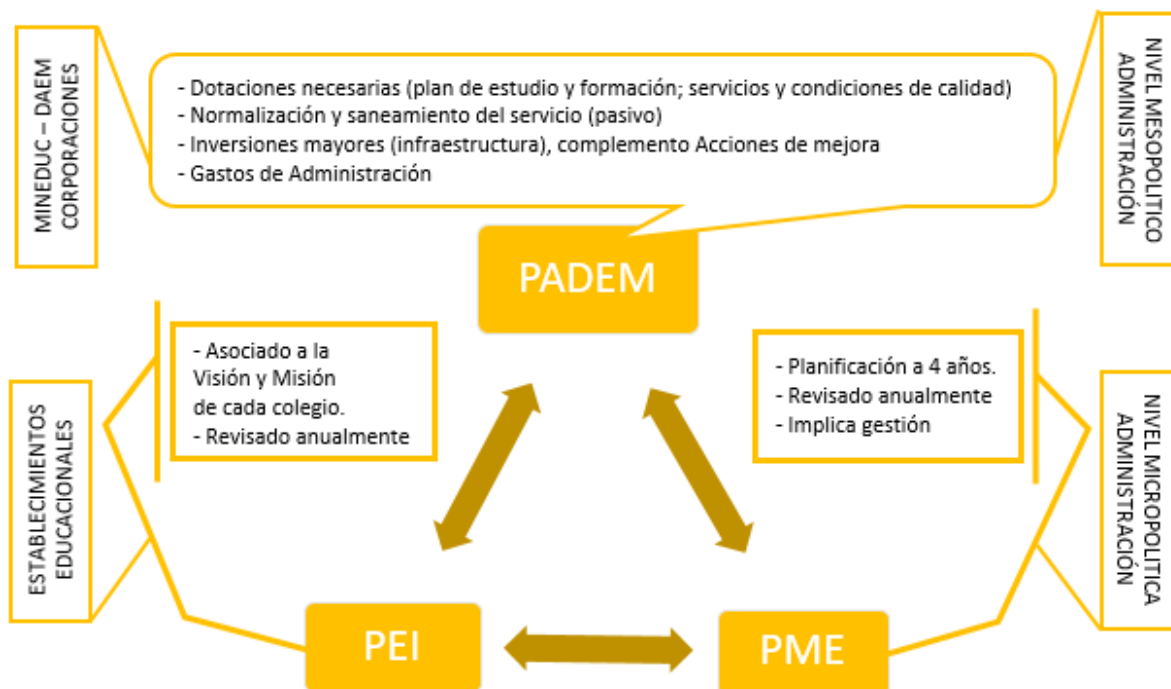 MINEDUC – DAEM
CORPORACIONES
- Dotaciones necesarias (plan de estudio y formación; servicios y condiciones de calidad)
- Normalización y saneamiento del servicio (pasivo)
- Inversiones mayores (infraestructura), complemento Acciones de mejora
- Gastos de Administración
NIVEL MESOPOLITICO
ADMINISTRACIÓN
PADEM
ESTABLECIMIENTOS
EDUCACIONALES
- Asociado a la
Visión y Misión
de cada colegio.
- Revisado anualmente
- Planificación a 4 años.
- Revisado anualmente
- Implica gestión
NIVEL MICROPOLITICA
ADMINISTRACIÓN
PEI
PME